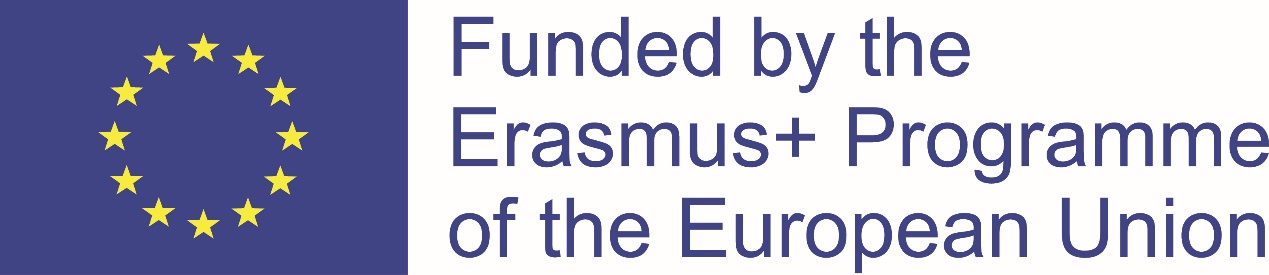 Funded by the
Erasmus+ Programme
of the European Union